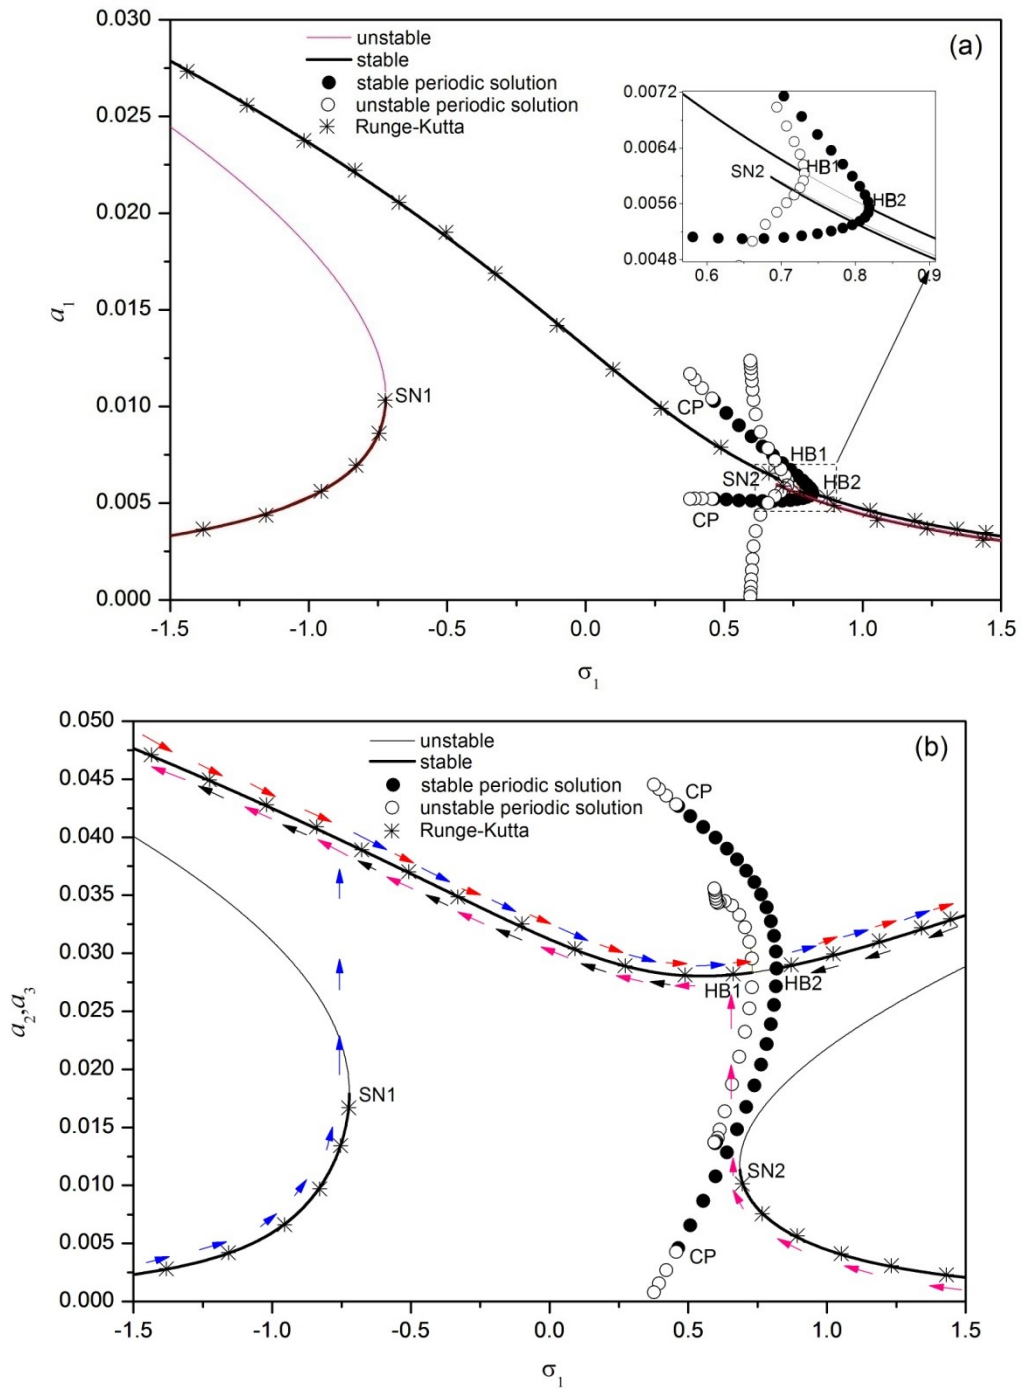 0.030
(a)
unstable
stable
stable periodic solution
unstable periodic solution
Runge-Kutta
0.025
0.020
0.015
0.010
0.005
0.000
a1
0.0072
0.0064
0.0056
0.0048
SN2
HB1
HB2
0.6 0.7 0.8 0.9
SN1
CP
HB1
SN2
HB2
CP
-1.5 -1.0 -0.5 0.0 0.5 1.0 1.5
σ1
0.050
(b)
unstable
stable
stable periodic solution
unstable periodic solution
Runge-Kutta
0.045
0.040
0.035
0.030
0.025
0.020
0.015
0.010
0.005
0.000
a2,a3
CP
HB1
HB2
SN1
SN2
CP
-1.5 -1.0 -0.5 0.0 0.5 1.0 1.5
σ1